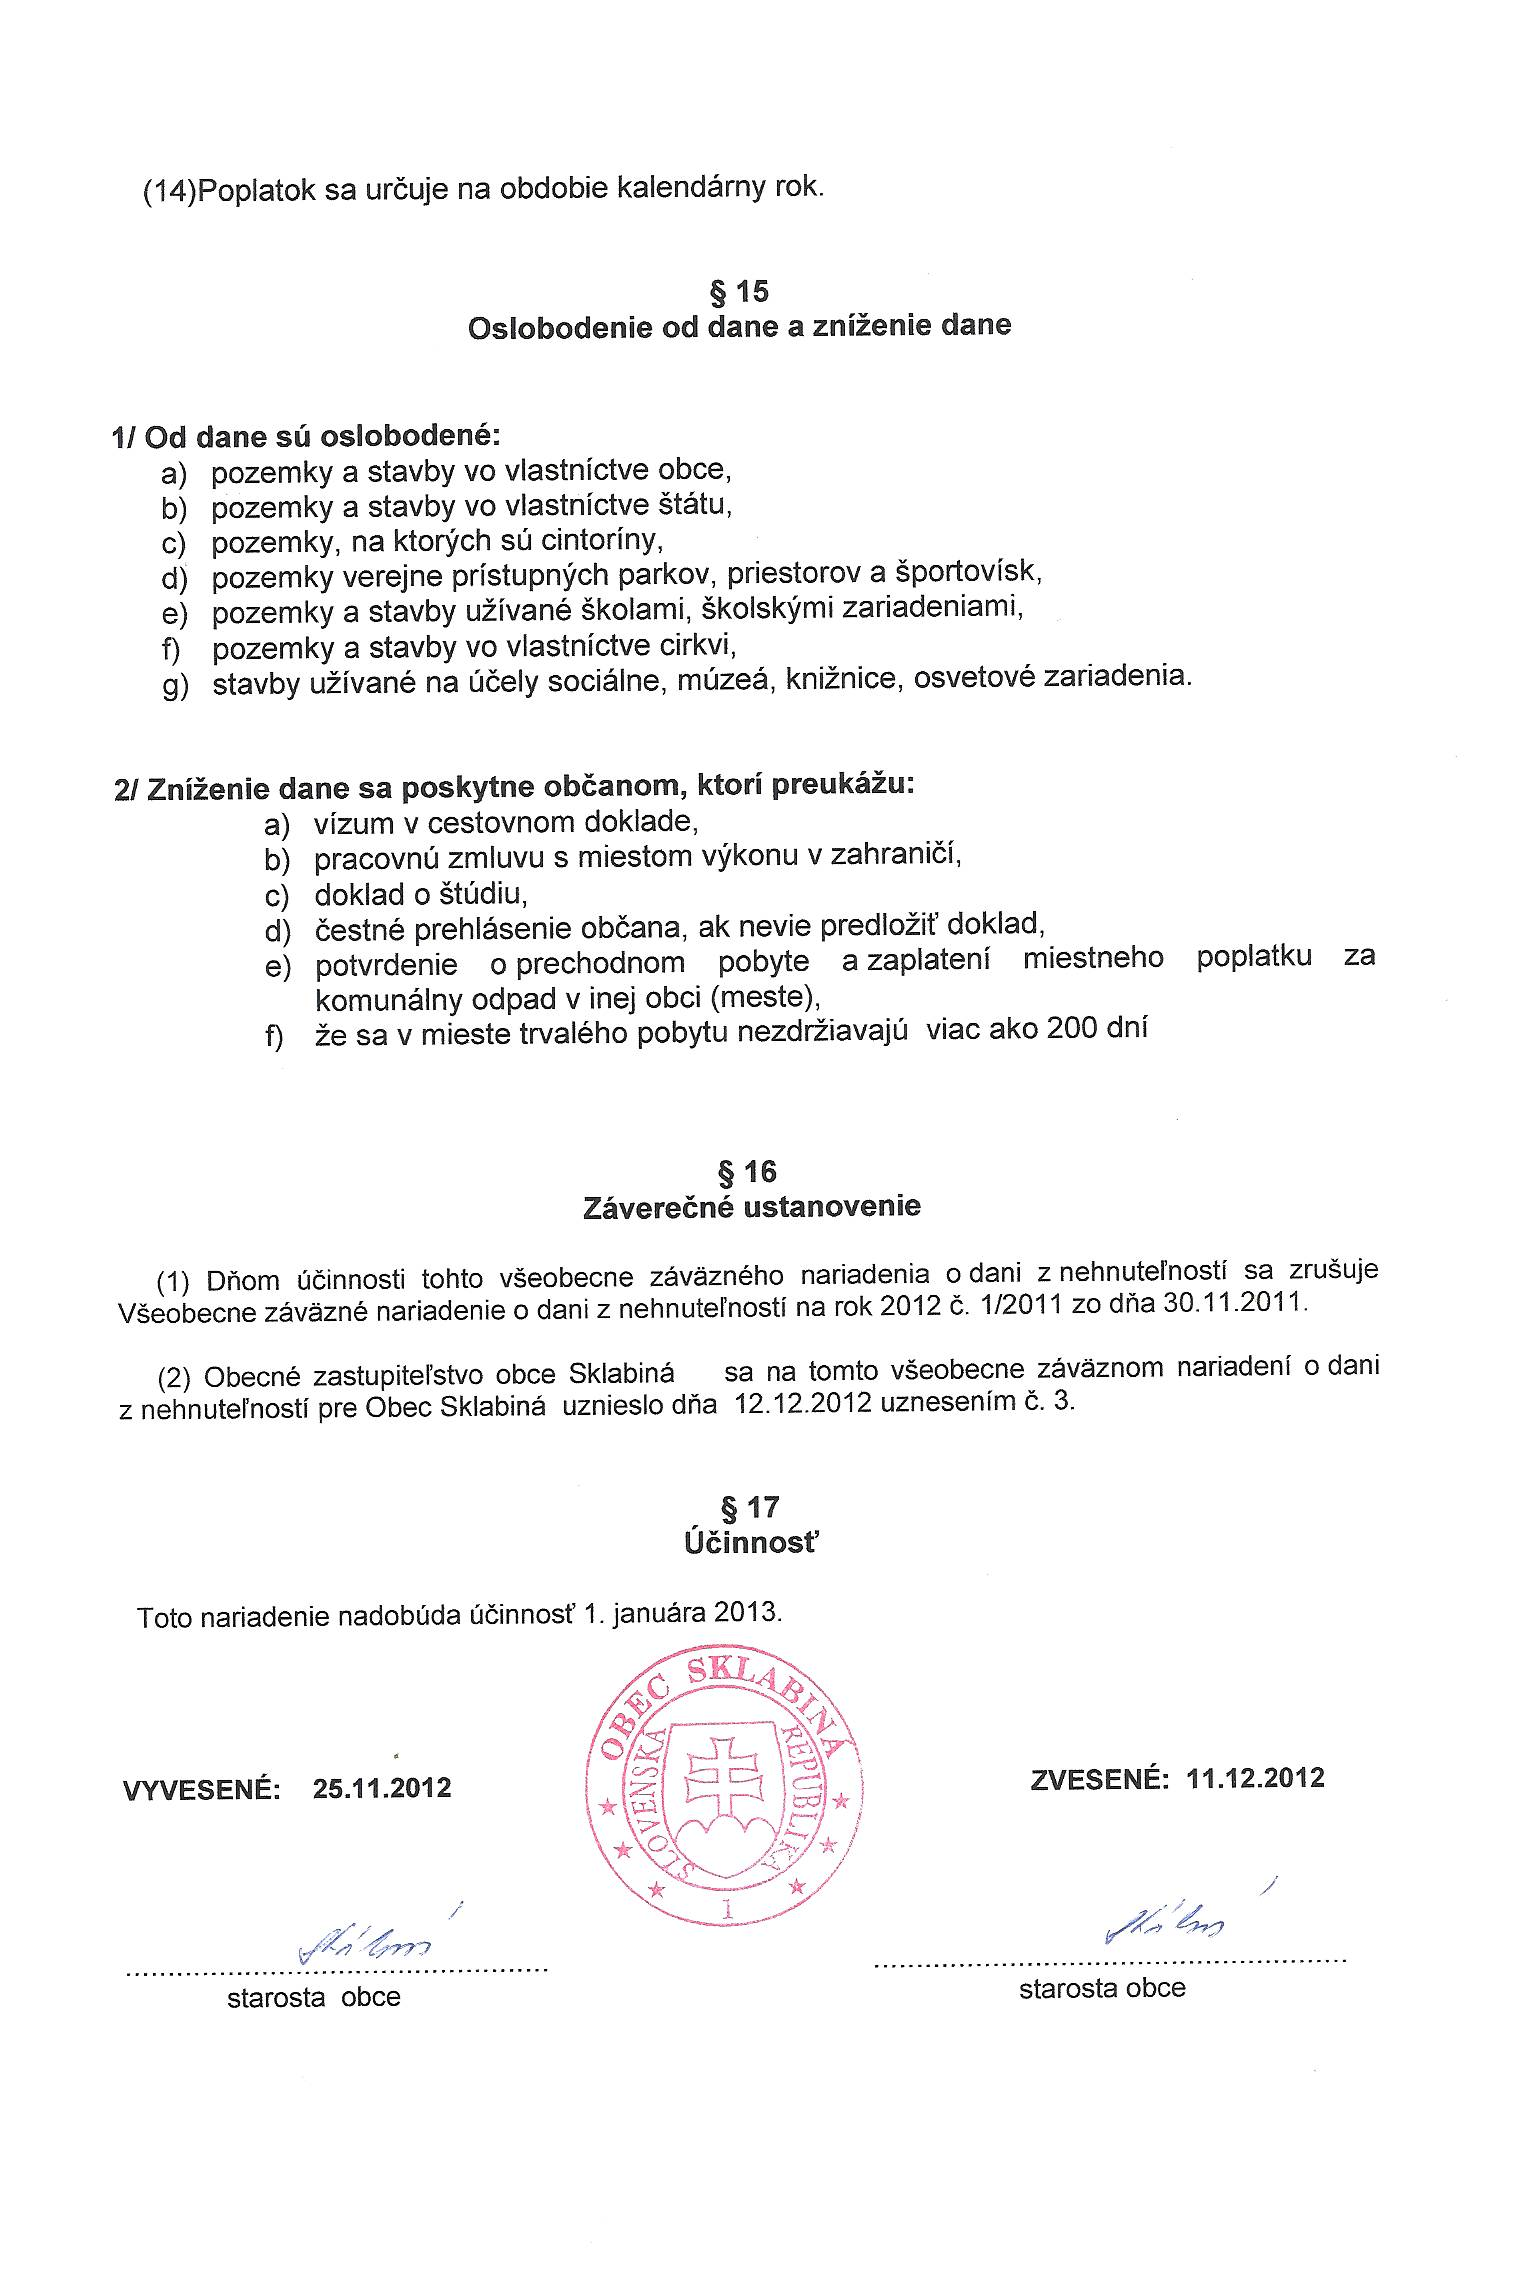 (14)Poplatok sa určuje na obdobie kalendárny rok.
§ 15
Oslobodenie od dane a zníženie dane
1/ Od dane sú oslobodené:
a) pozemky a stavby vo vlastníctve obce,
b) pozemky a stavby vo vlastníctve štátu,
c) pozemky, na ktorých sú cintoríny,
d) pozemky verejne prístupných parkov, priestorov a športovísk,
e) pozemky a stavby užívané školami, školskými zariadeniami,
f) pozemky a stavby vo vlastníctve cirkvi,
g) stavby užívané na účely sociálne, múzeá, knižnice, osvetové zariadenia.
2/ Zníženie dane sa poskytne občanom, ktorí preukážu:
a) vízum v cestovnom doklade,
b) pracovnú zmluvu s miestom výkonu v zahraničí,
c) doklad o štúdiu,
d) čestné prehlásenie občana, ak nevie predložiť doklad,
e) potvrdenie o prechodnom pobyte a zaplatení miestneho poplatku za
komunálny odpad v inej obci (meste),
f) že sa v mieste trvalého pobytu nezdržiavajú viac ako 200 dní
§ 16
Záverečné ustanovenie
(1) Dňom účinnosti tohto všeobecne záväzného nariadenia o dani z nehnuteľností sa zrušuje
Všeobecne záväzné nariadenie o dani z nehnuteľností na rok 2012 č. 1/2011 zo dňa 30.11.2011.
(2) Obecné zastupiteľstvo obce Sklabiná sa na tomto všeobecne záväznom nariadení o dani
z nehnuteľností pre Obec Sklabiná uznieslo dňa 12.12.2012 uznesením č. 3.
§ 17
Účinnosť
Toto nariadenie nadobúda účinnosť 1. januára 2013.
OBEC SKLABINÁ
SLOVENSKÁ REPUBLIKA
1
VYVESENÉ: 25.11.2012
ZVESENÉ: 11.12.2012
starosta obce
starosta obce